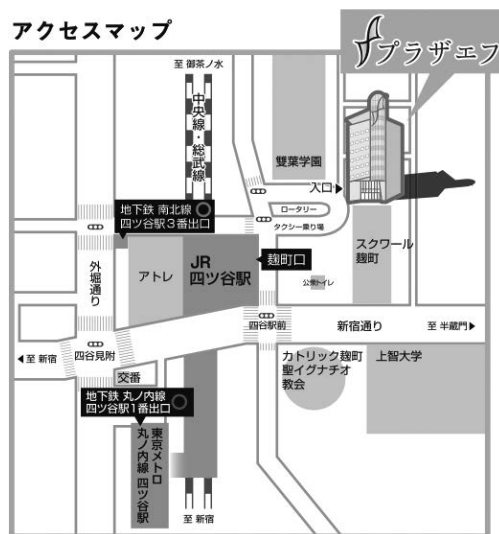 アクセスマップ
プラザエフ
至 御茶ノ水
中央線・総武線
雙葉学園
入口
地下鉄 南北線
四ツ谷駅3番出口
ロータリー
タクシー乗り場
スクワール
麹町
外堀通り
アトレ
JR
四ツ谷駅
麹町口
公衆トイレ
四谷駅前
新宿通り
至 半蔵門
至 新宿
四谷見附
交番
カトリック麹町
聖イグナチオ
教会
上智大学
地下鉄 丸ノ内線
四ツ谷駅1番出口
東京メトロ
丸ノ内線 四ツ谷駅
至 新宿